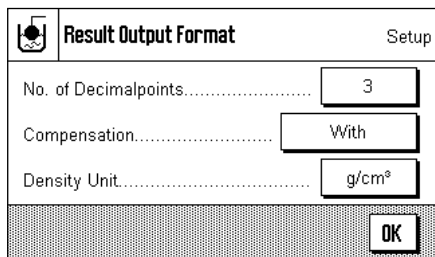 Result Output Format Setup
No. of Decimalpoints....................... 3
Compensation......................... With
Density Unit................................... g/cm³
OK